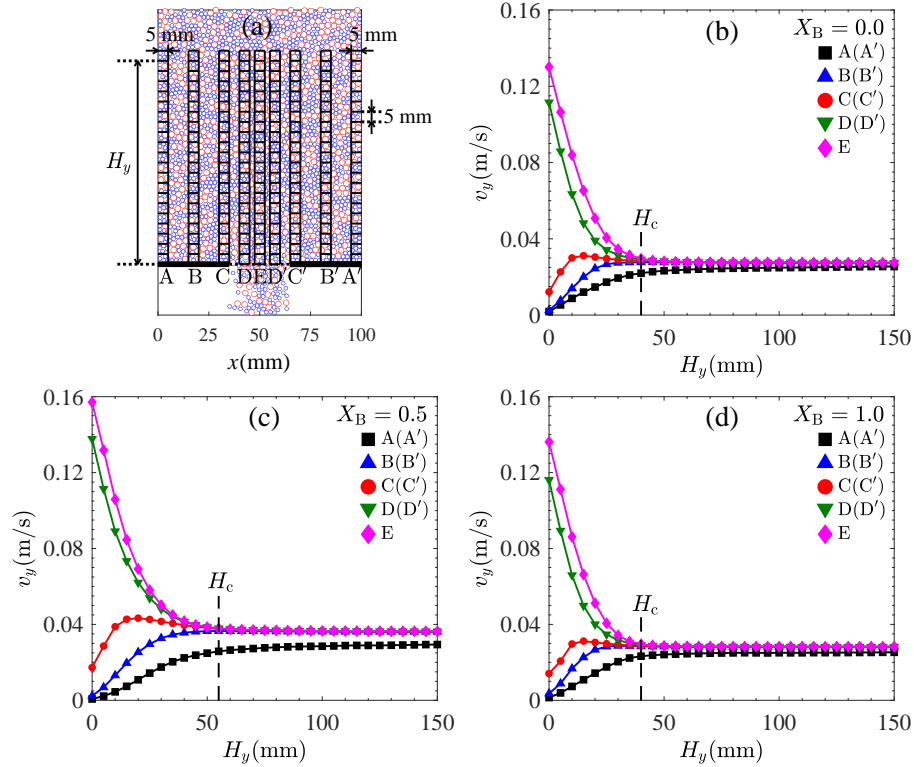 (a)
5 mm
5 mm
5 mm
H_y
A B C D E D′ C′ B′ A′
0 25 50 75 100
x(mm)
(b)
X_B = 0.0
A(A′)
B(B′)
C(C′)
D(D′)
E
H_c
0.16
0.12
0.08
0.04
0
v_y(m/s)
0 50 100 150
H_y(mm)
(c)
X_B = 0.5
A(A′)
B(B′)
C(C′)
D(D′)
E
H_c
0.16
0.12
0.08
0.04
0
v_y(m/s)
0 50 100 150
H_y(mm)
(d)
X_B = 1.0
A(A′)
B(B′)
C(C′)
D(D′)
E
H_c
0.16
0.12
0.08
0.04
0
v_y(m/s)
0 50 100 150
H_y(mm)